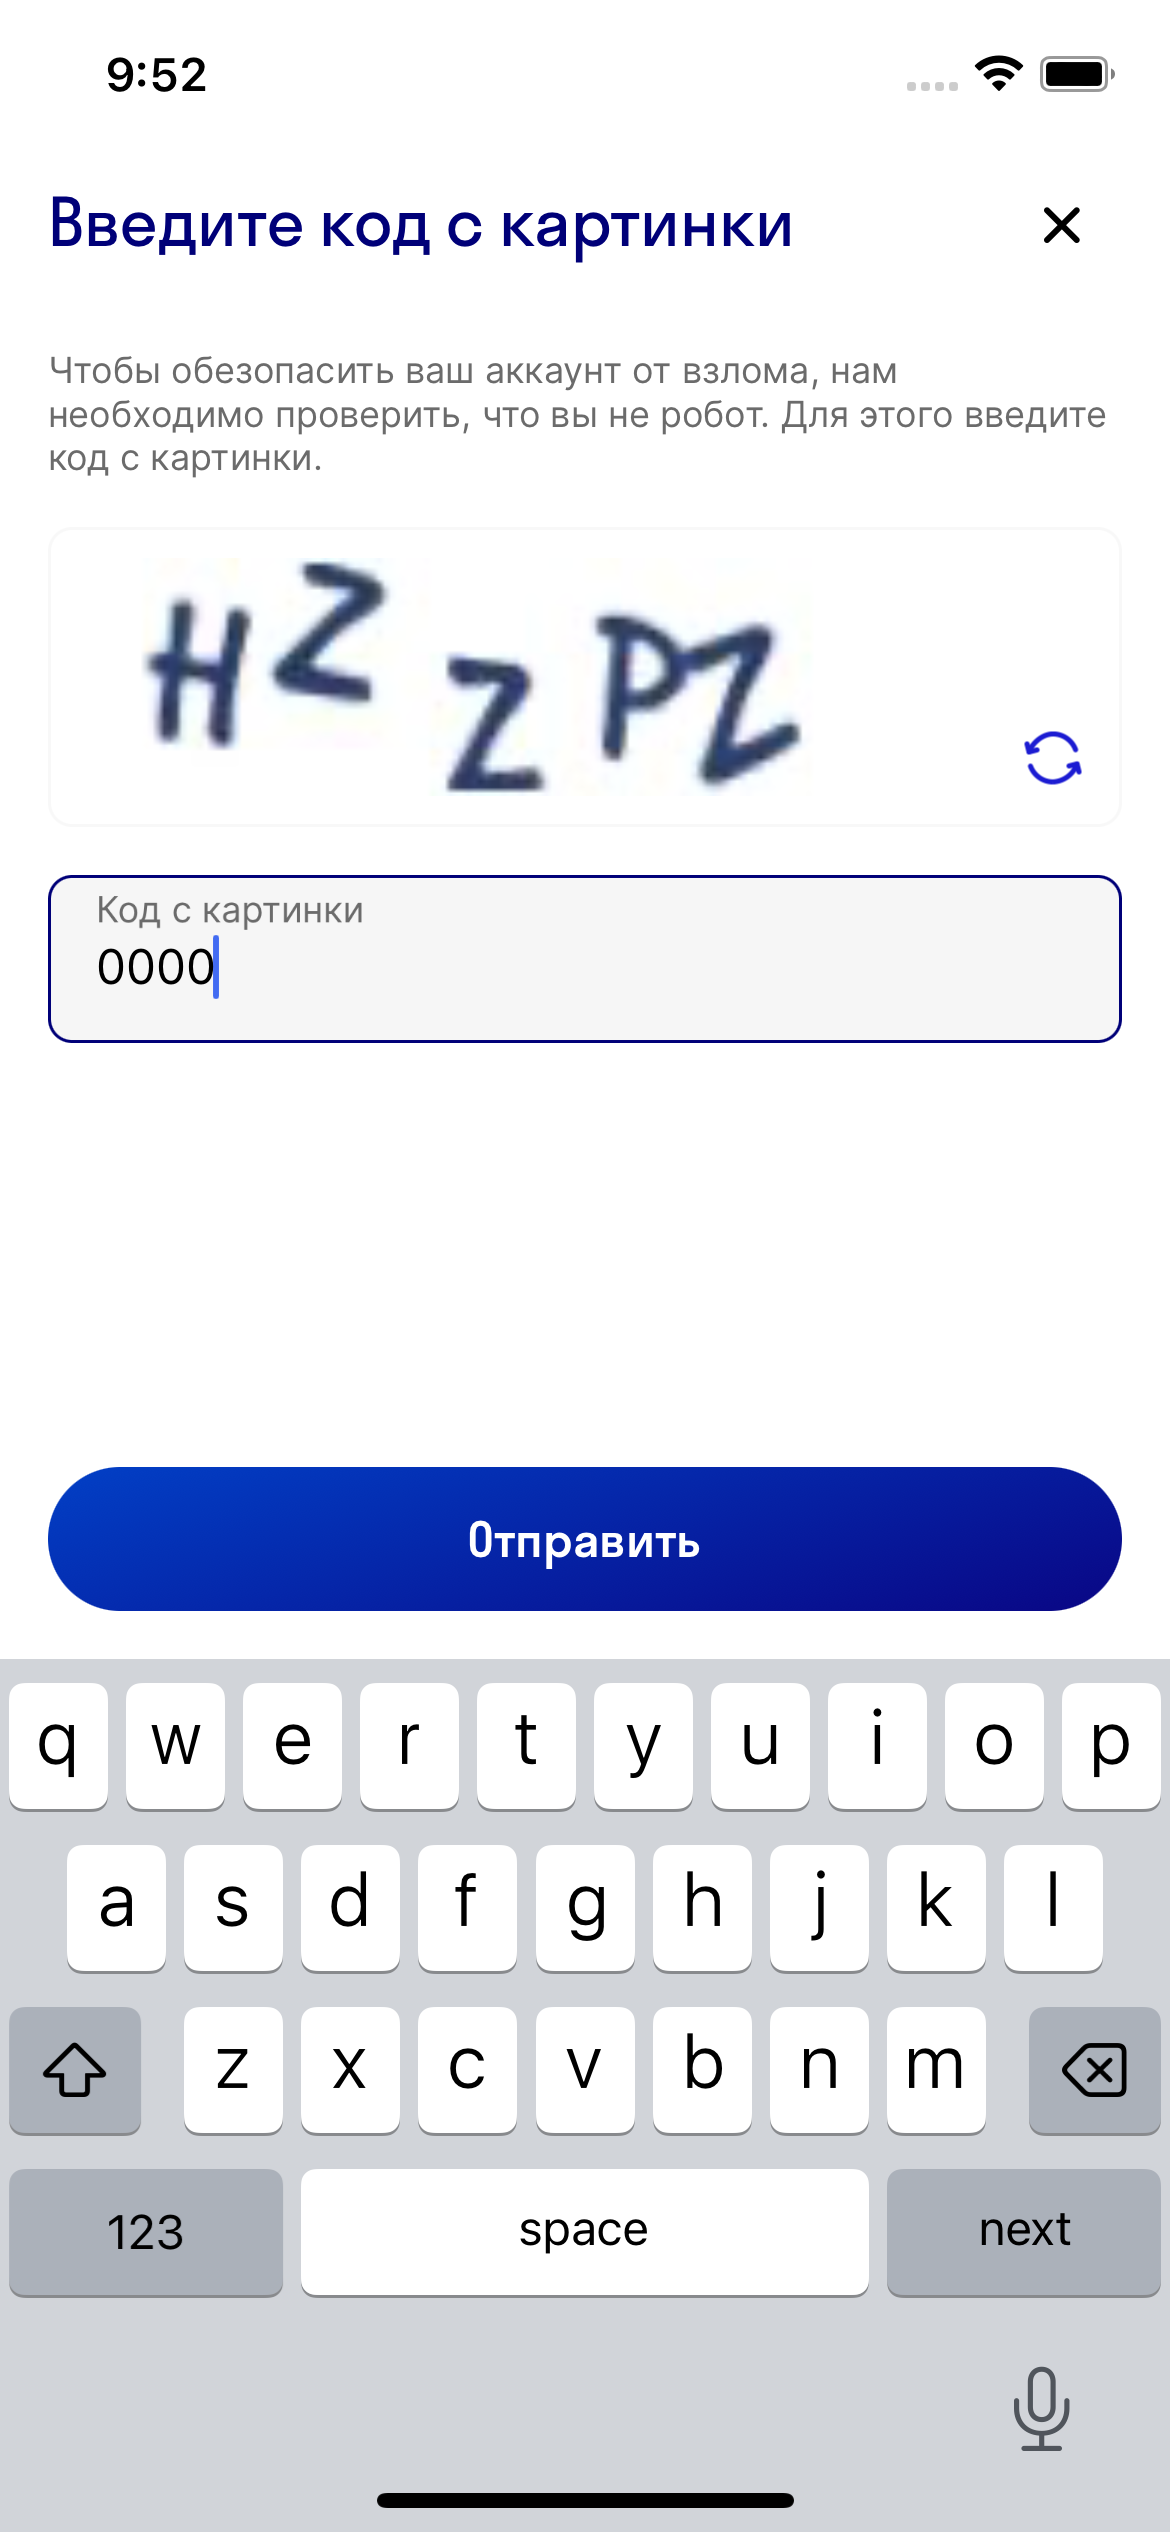 9:52
Введите код с картинки
Чтобы обезопасить ваш аккаунт от взлома, нам
необходимо проверить, что вы не робот. Для этого введите
код с картинки.
HZZPZ
Код с картинки
0000
Отправить
q w e r t y u i o p
a s d f g h j k l
z x c v b n m
123 space next